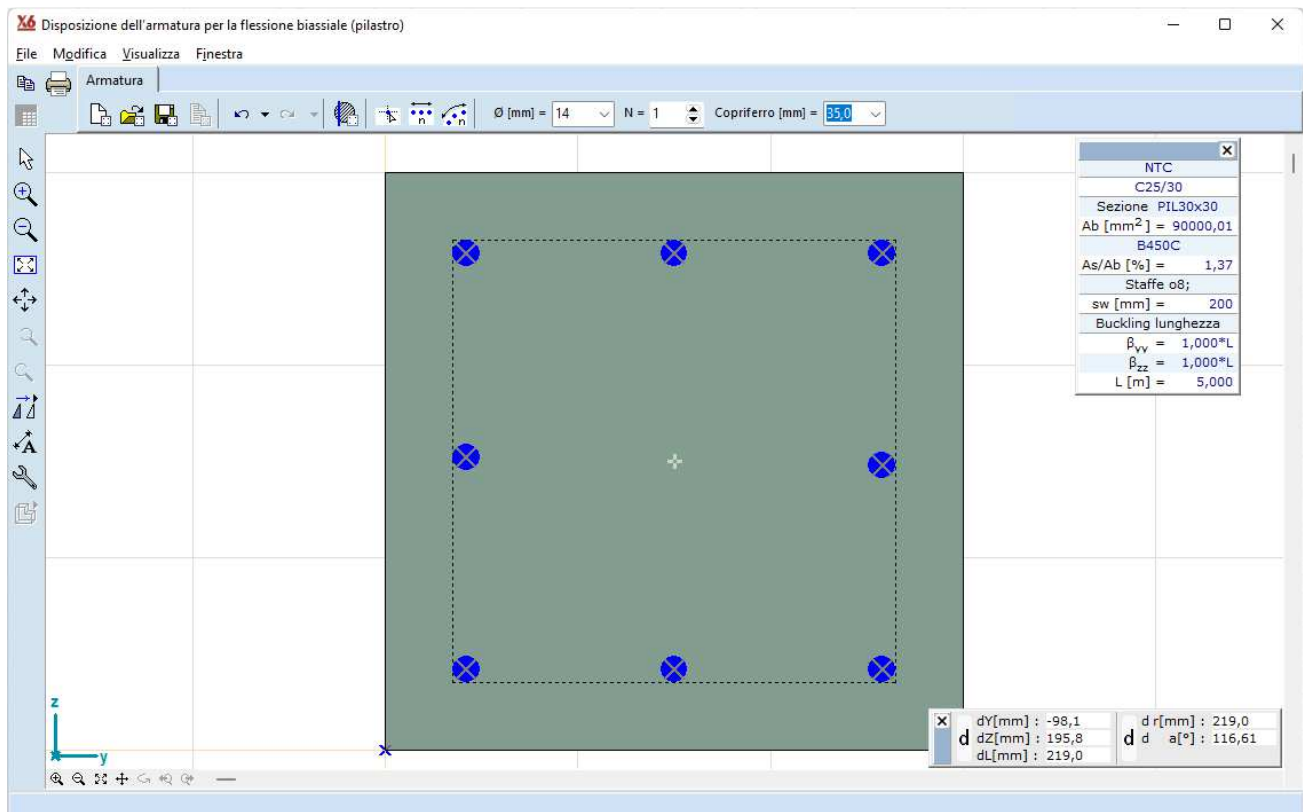 X6 Disposizione dell'armatura per la flessione biassiale (pilastro)
File Modifica Visualizza Finestra
Armatura
n n Ø [mm] = 14 N = 1 Copriferro [mm] = 35,0
NTC
C25/30
Sezione PIL30x30
Ab [mm²] = 90000,01
B450C
As/Ab [%] = 1,37
Staffe o8;
sw [mm] = 200
Buckling lunghezza
βyy = 1,000*L
βzz = 1,000*L
L [m] = 5,000
z
y
dY[mm] : -98,1 d r[mm] : 219,0
d dZ[mm] : 195,8 d d a[°] : 116,61
dL[mm] : 219,0